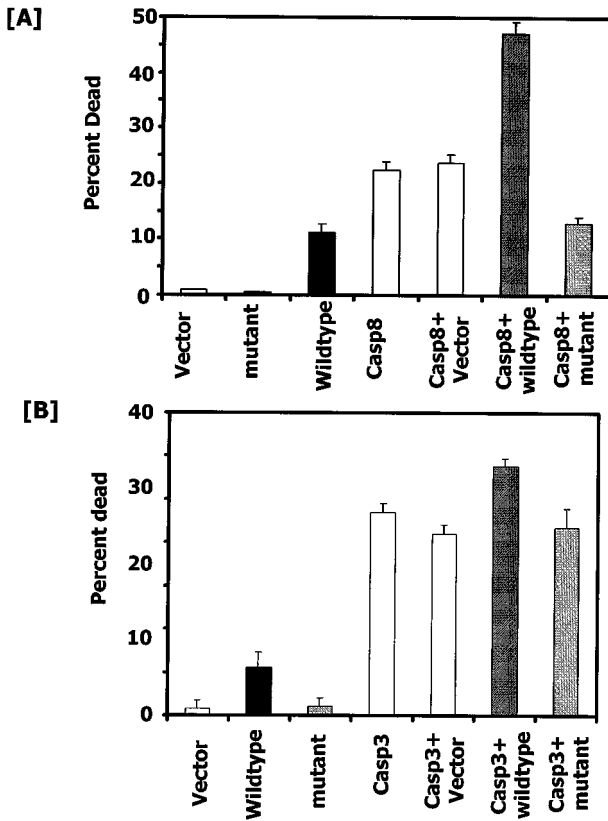 [A]
Percent Dead
50
40
30
20
10
0
Vector
mutant
Wildtype
Casp8
Casp8+
Vector
Casp8+
wildtype
Casp8+
mutant
[B]
Percent dead
40
30
20
10
0
Vector
Wildtype
mutant
Casp3
Casp3+
Vector
Casp3+
wildtype
Casp3+
mutant